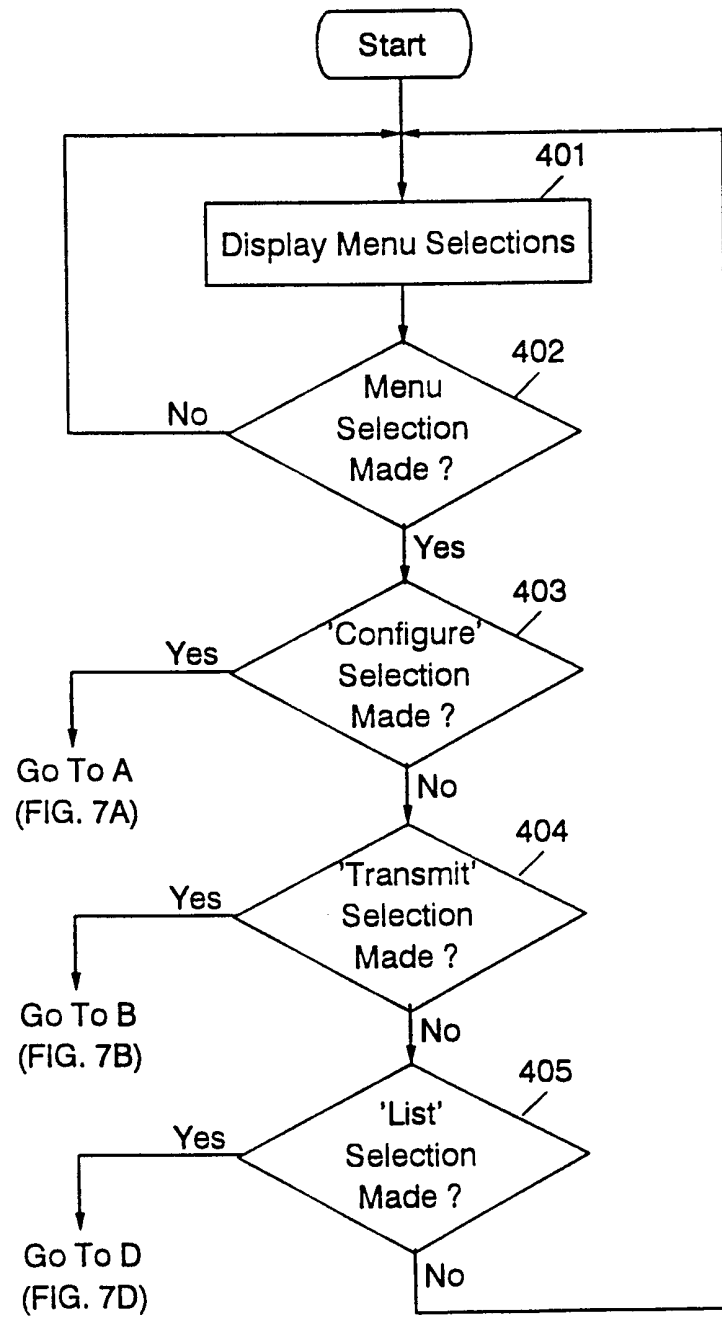 Start
401
Display Menu Selections
402
Menu
Selection
Made ?
No
Yes
403
'Configure'
Selection
Made ?
Yes
Go To A
(FIG. 7A)
No
404
'Transmit'
Selection
Made ?
Yes
Go To B
(FIG. 7B)
No
405
'List'
Selection
Made ?
Yes
Go To D
(FIG. 7D)
No